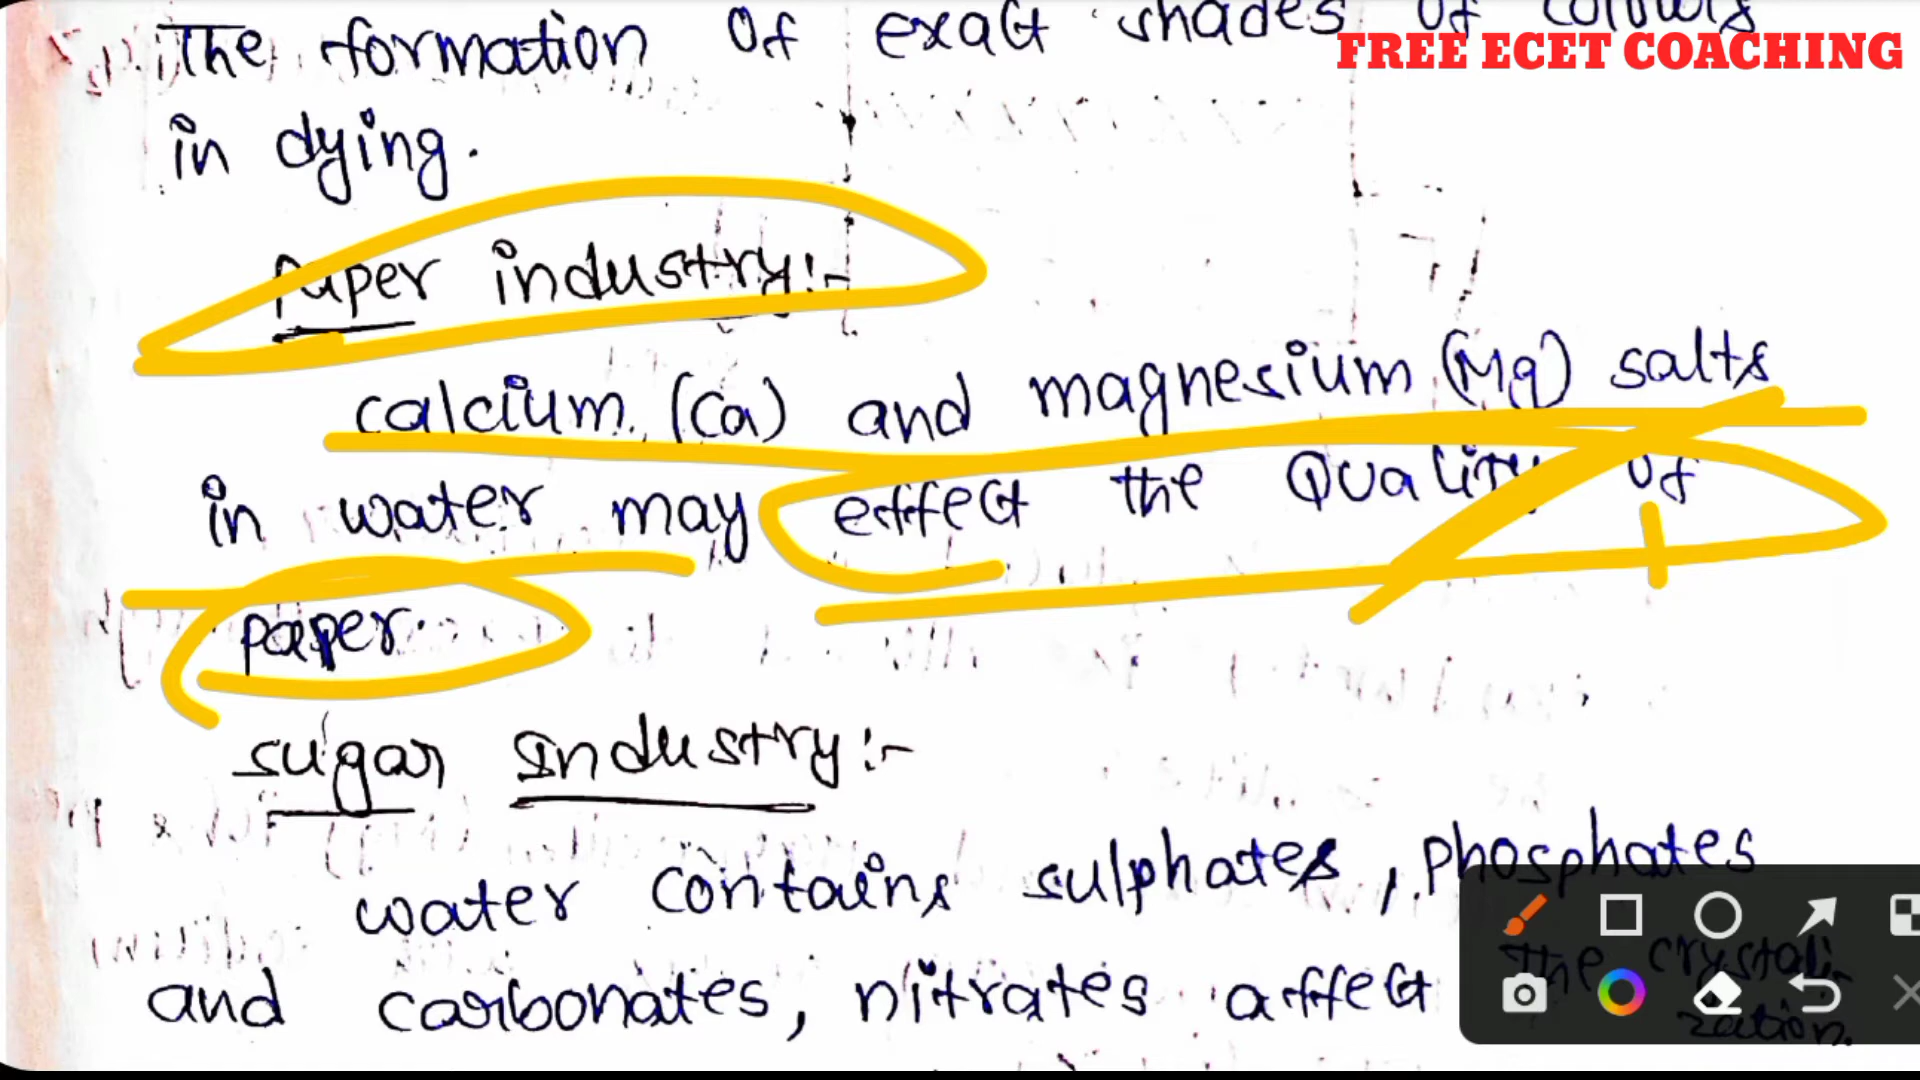 The formation of exact shades of colours
FREE ECET COACHING
in dying.
Paper industry:-
calcium (Ca) and magnesium (Mg) salts
in water may effect the Quality of
paper.
sugar Industry:-
water contains sulphates, phosphates
and carbonates, nitrates affect the crystali-
zation.